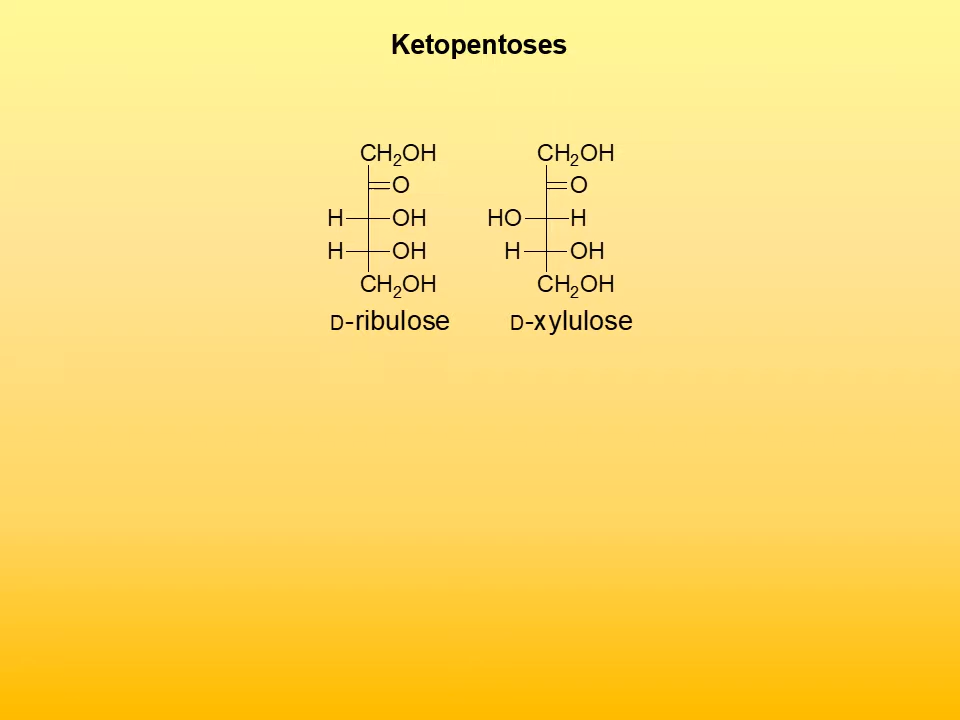 Ketopentoses
CH₂OH CH₂OH
O O
H OH HO H
H OH H OH
CH₂OH CH₂OH
D-ribulose D-xylulose